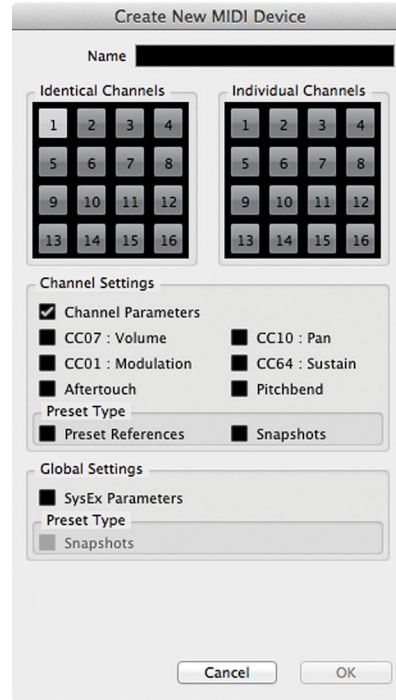 Create New MIDI Device
Name
Identical Channels Individual Channels
1 2 3 4 1 2 3 4
5 6 7 8 5 6 7 8
9 10 11 12 9 10 11 12
13 14 15 16 13 14 15 16
Channel Settings
Channel Parameters
CC07 : Volume CC10 : Pan
CC01 : Modulation CC64 : Sustain
Aftertouch Pitchbend
Preset Type
Preset References Snapshots
Global Settings
SysEx Parameters
Preset Type
Snapshots
Cancel OK